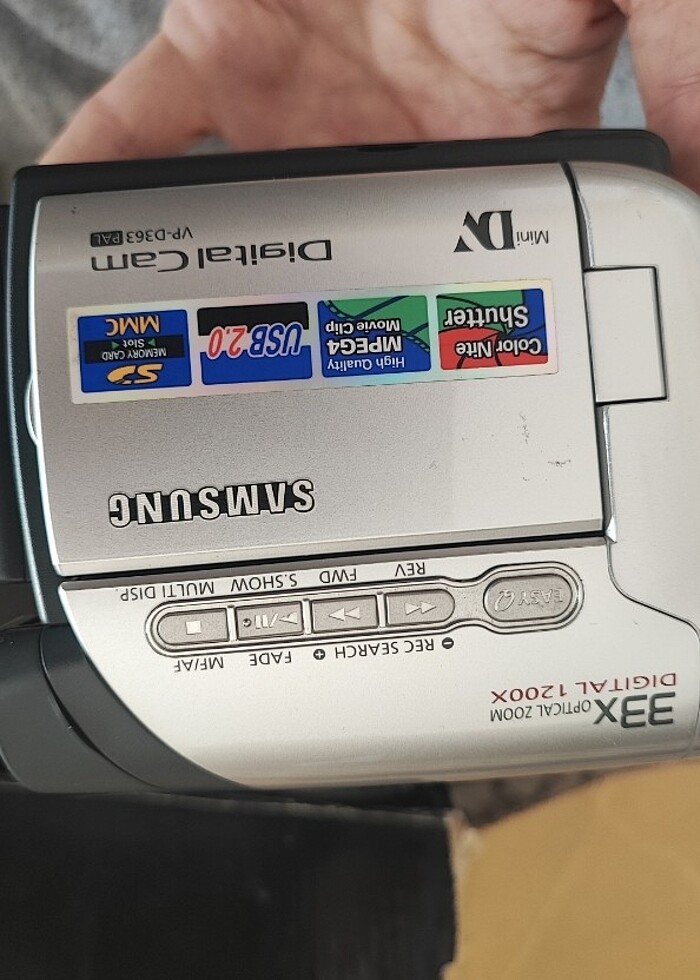 33x OPTICAL ZOOM
DIGITAL 1200X
REC SEARCH FADE MF/AF
EASY Q
REV FWD S.SHOW MULTI DISP.
SAMSUNG
Color Nite
Shutter
High Quality
MPEG4
Movie Clip
USB 2.0
SD
MEMORY CARD
Slot
MMC
Mini DV
Digital Cam
VP-D363 PAL